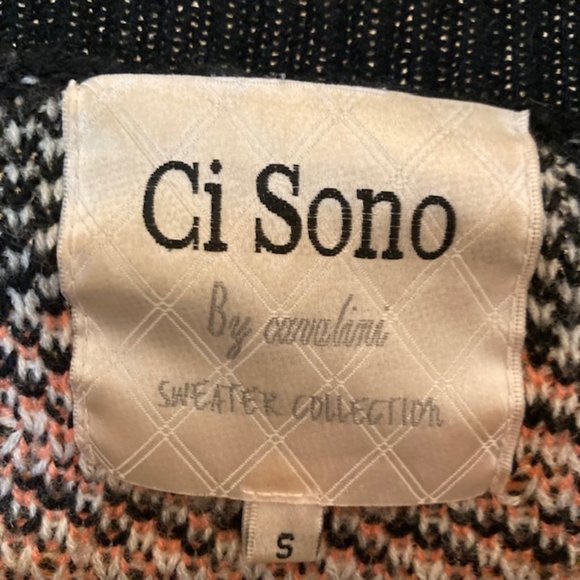 Ci Sono
By cavalini
SWEATER COLLECTION
S